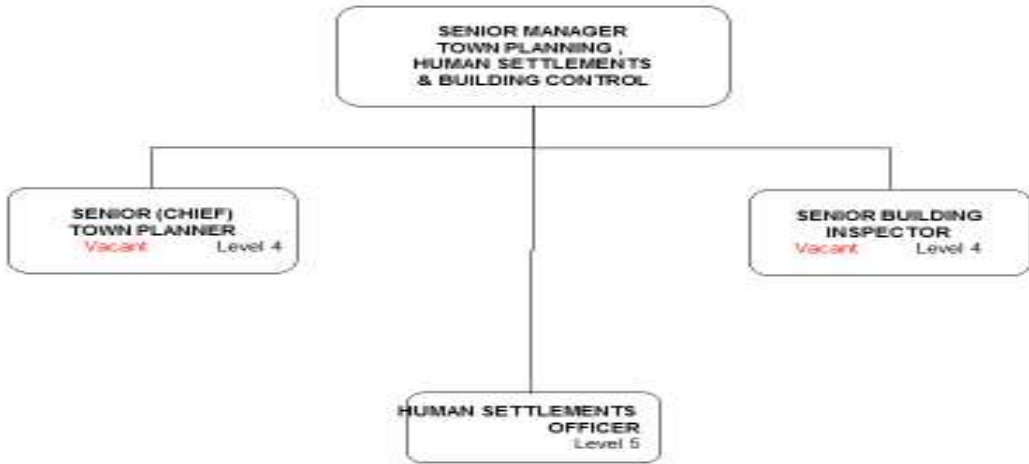 SENIOR MANAGER
TOWN PLANNING ,
HUMAN SETTLEMENTS
& BUILDING CONTROL
SENIOR (CHIEF)
TOWN PLANNER
Vacant Level 4
SENIOR BUILDING
INSPECTOR
Vacant Level 4
HUMAN SETTLEMENTS
OFFICER
Level 5